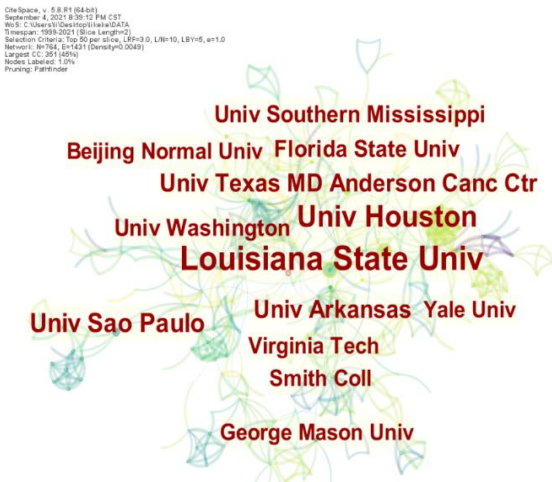 CiteSpace, v. 5.8.R1 (64-bit)
September 4, 2021 8:39:12 PM CST
WoS: C:\Users\li\Desktop\likeke\DATA
Timespan: 1999-2021 (Slice Length=2)
Selection Criteria: Top 50 per slice, LRF=3.0, L/N=10, LBY=5, e=1.0
Network: N=764, E=1431 (Density=0.0049)
Largest CC: 351 (45%)
Nodes Labeled: 1.0%
Pruning: Pathfinder
Univ Southern Mississippi
Beijing Normal Univ Florida State Univ
Univ Texas MD Anderson Canc Ctr
Univ Washington Univ Houston
Louisiana State Univ
Univ Arkansas Yale Univ
Univ Sao Paulo
Virginia Tech
Smith Coll
George Mason Univ